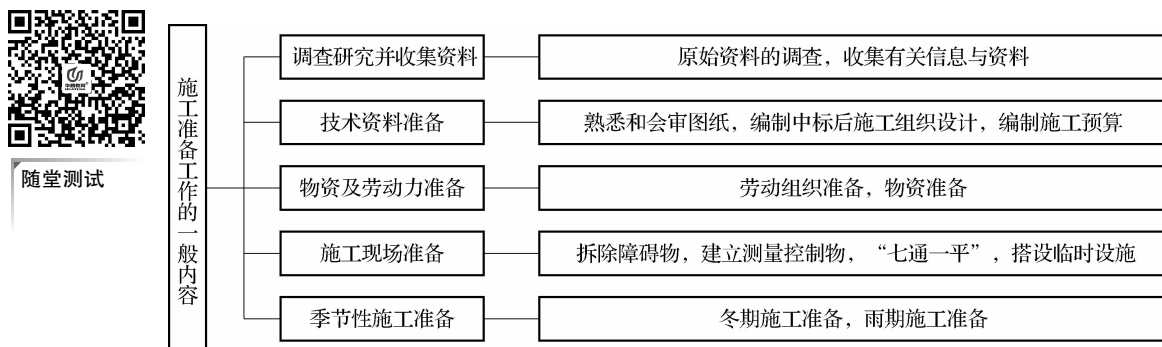 随堂测试
施工准备工作的一般内容
调查研究并收集资料
原始资料的调查，收集有关信息与资料
技术资料准备
熟悉和会审图纸，编制中标后施工组织设计，编制施工预算
物资及劳动力准备
劳动组织准备，物资准备
施工现场准备
拆除障碍物，建立测量控制物，“七通一平”，搭设临时设施
季节性施工准备
冬期施工准备，雨期施工准备